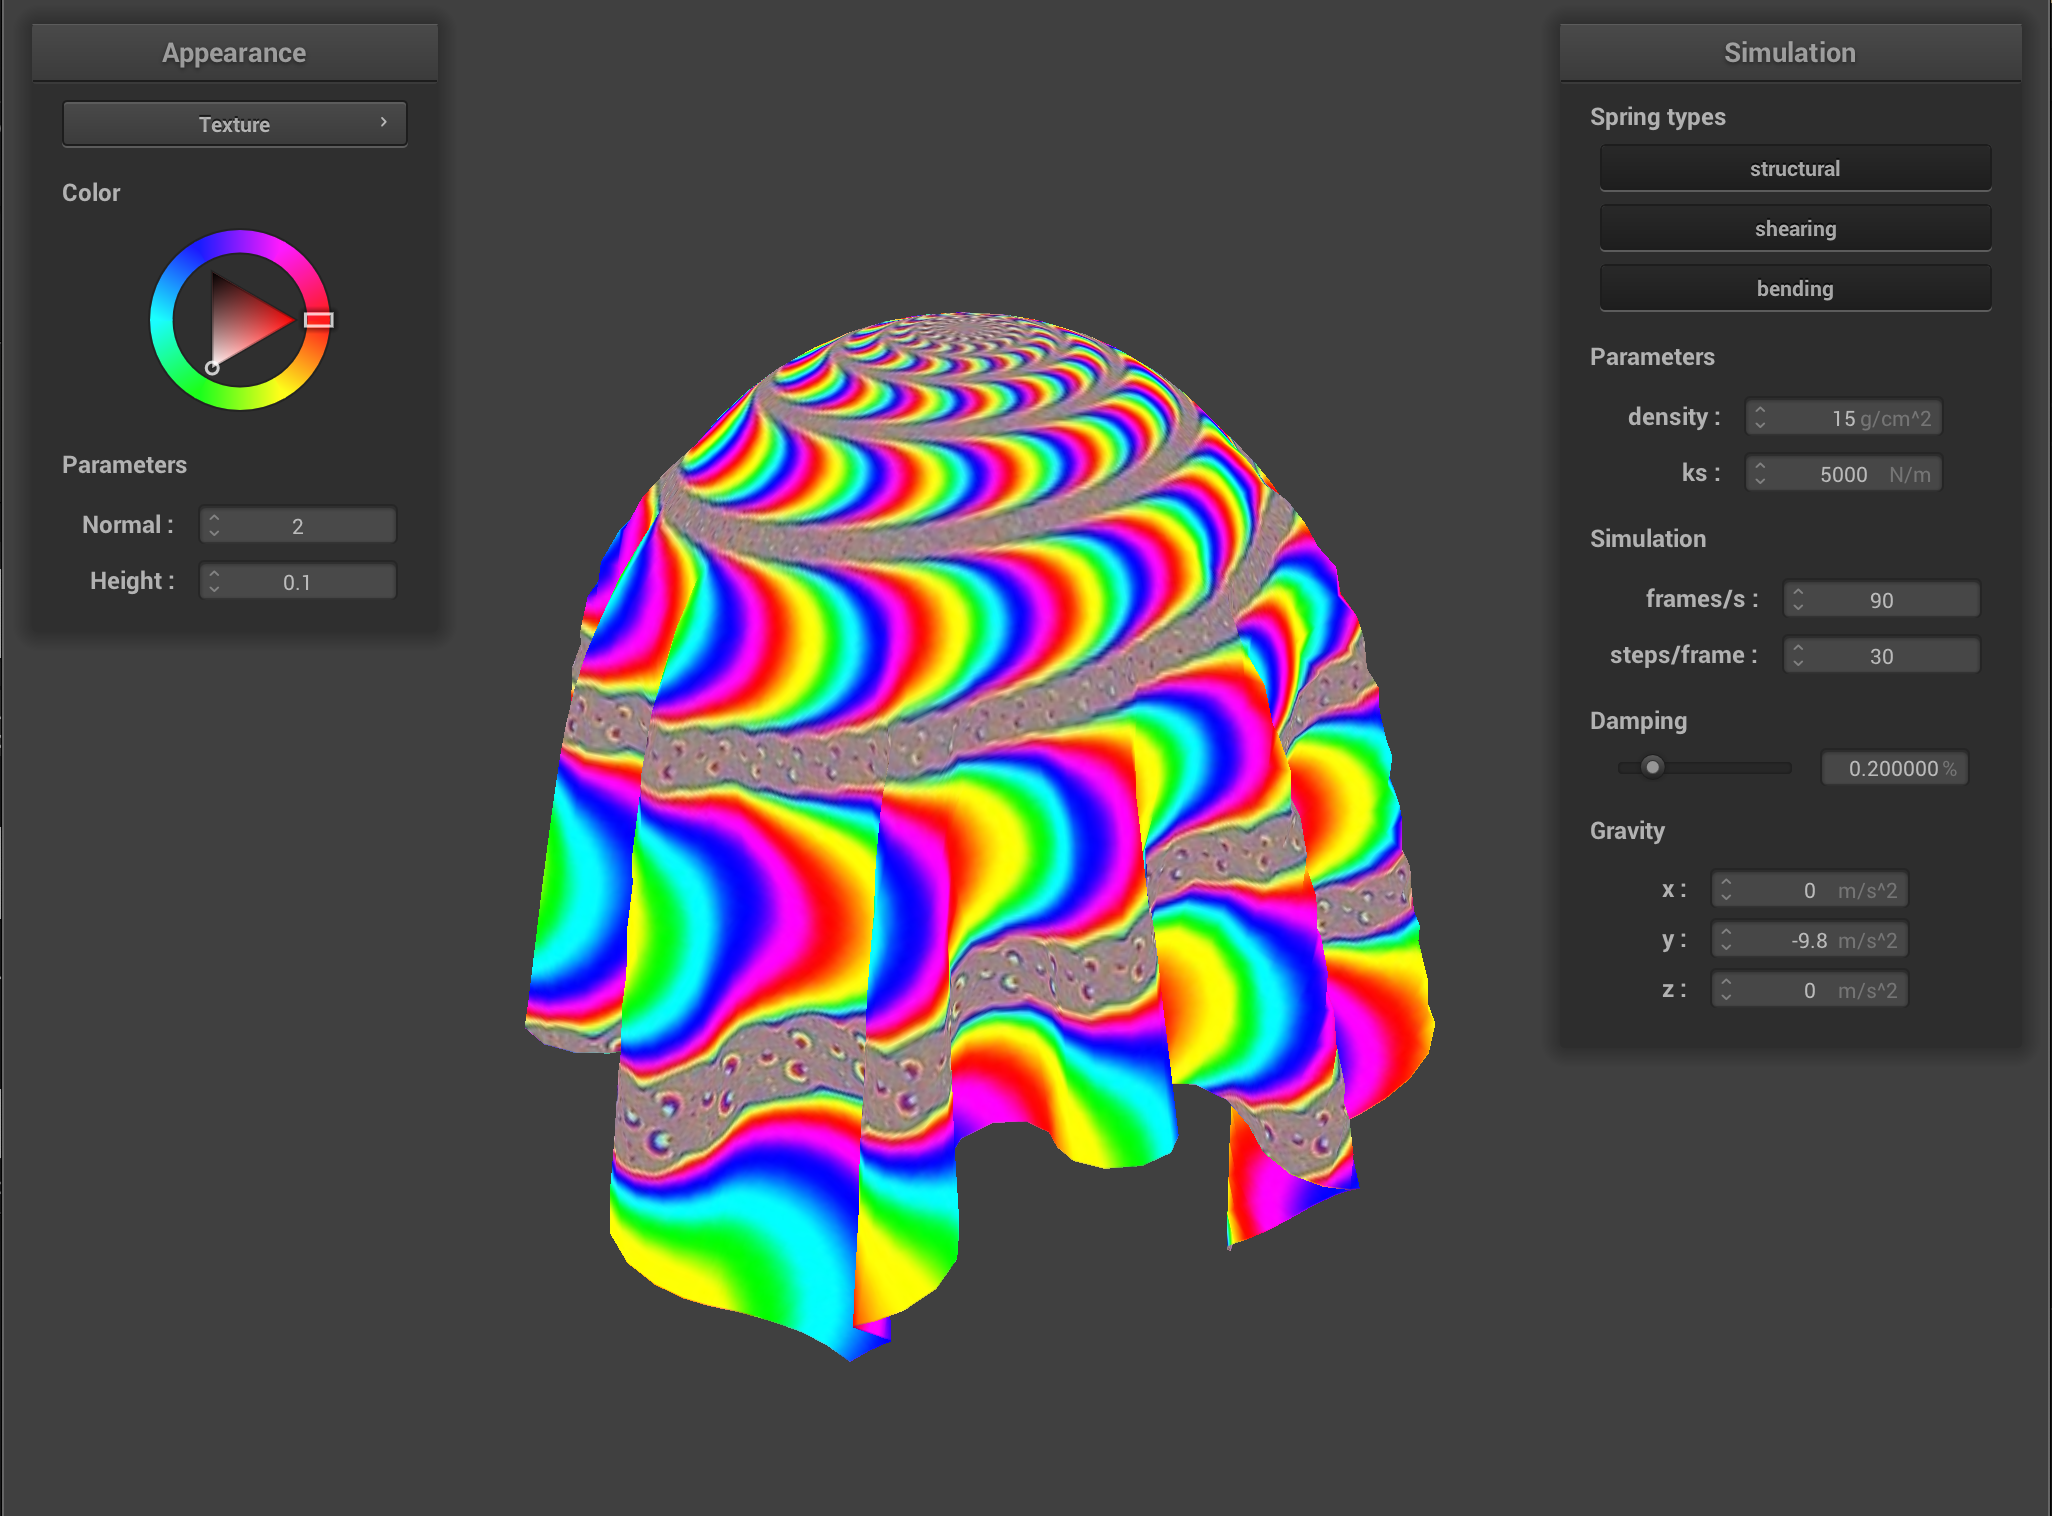 Appearance
Texture
Color
Parameters
Normal : 2
Height : 0.1
Simulation
Spring types
structural
shearing
bending
Parameters
density : 15 g/cm^2
ks : 5000 N/m
Simulation
frames/s : 90
steps/frame : 30
Damping
0.200000 %
Gravity
x : 0 m/s^2
y : -9.8 m/s^2
z : 0 m/s^2